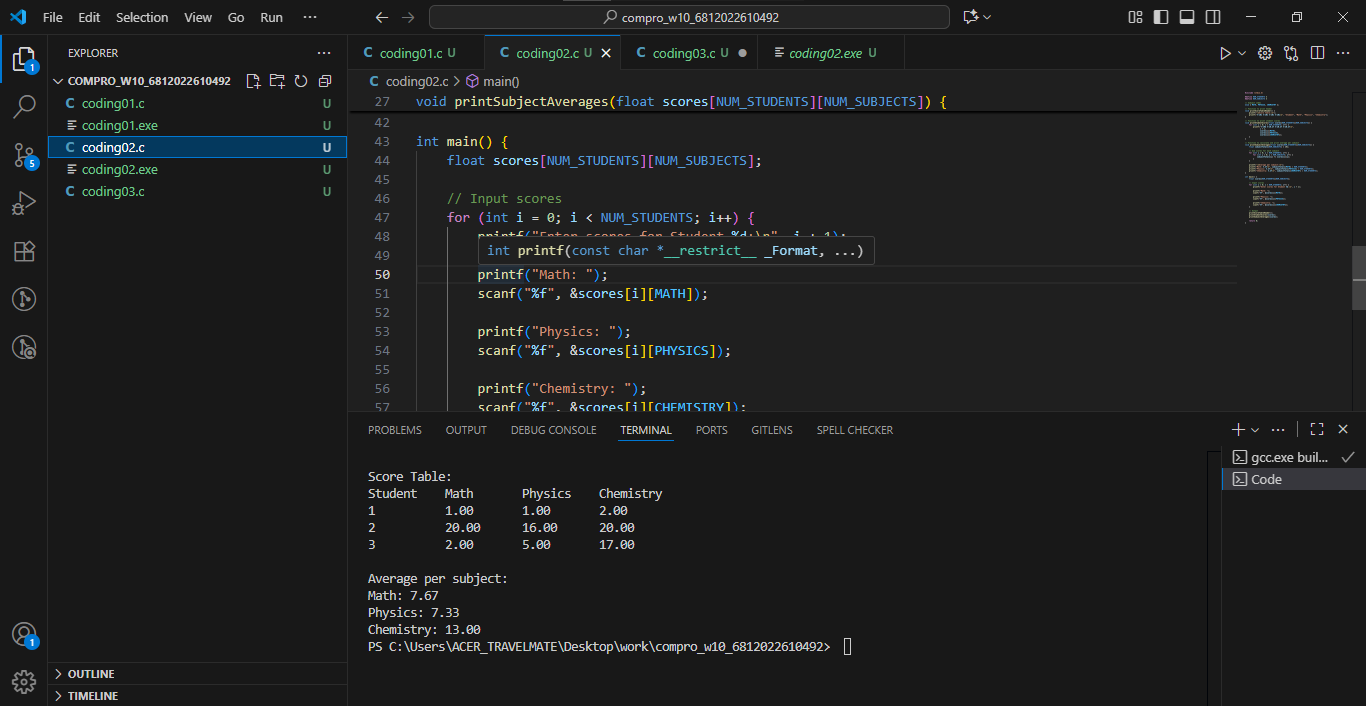 File Edit Selection View Go Run ···
compro_w10_6812022610492
EXPLORER
COMPRO_W10_6812022610492
C coding01.c U
coding01.exe U
C coding02.c U
coding02.exe U
C coding03.c U
OUTLINE
TIMELINE
1
5
1
C coding01.c U
C coding02.c U
C coding03.c U
coding02.exe U
C coding02.c > main()
27 void printSubjectAverages(float scores[NUM_STUDENTS][NUM_SUBJECTS]) {
42
43 int main() {
44 float scores[NUM_STUDENTS][NUM_SUBJECTS];
45
46 // Input scores
47 for (int i = 0; i < NUM_STUDENTS; i++) {
48 printf("Enter scores for Student %d:\n", i + 1);
int printf(const char *__restrict__ _Format, ...)
49
50 printf("Math: ");
51 scanf("%f", &scores[i][MATH]);
52
53 printf("Physics: ");
54 scanf("%f", &scores[i][PHYSICS]);
55
56 printf("Chemistry: ");
57 scanf("%f", &scores[i][CHEMISTRY]);
PROBLEMS OUTPUT DEBUG CONSOLE TERMINAL PORTS GITLENS SPELL CHECKER
gcc.exe buil...
Code
Score Table:
Student Math Physics Chemistry
1 1.00 1.00 2.00
2 20.00 16.00 20.00
3 2.00 5.00 17.00
Average per subject:
Math: 7.67
Physics: 7.33
Chemistry: 13.00
PS C:\Users\ACER_TRAVELMATE\Desktop\work\compro_w10_6812022610492>